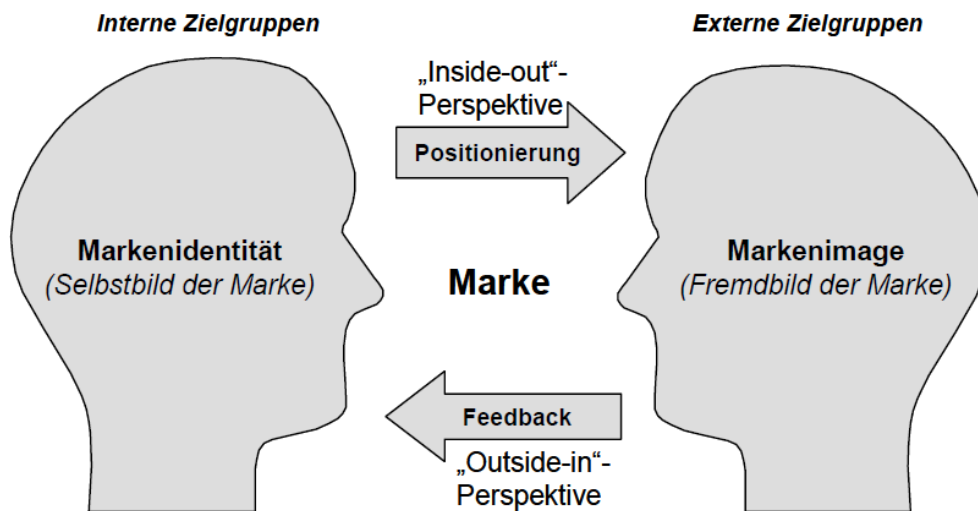 Interne Zielgruppen
Externe Zielgruppen
„Inside-out“-
Perspektive
Positionierung
Markenidentität
(Selbstbild der Marke)
Marke
Markenimage
(Fremdbild der Marke)
Feedback
„Outside-in“-
Perspektive